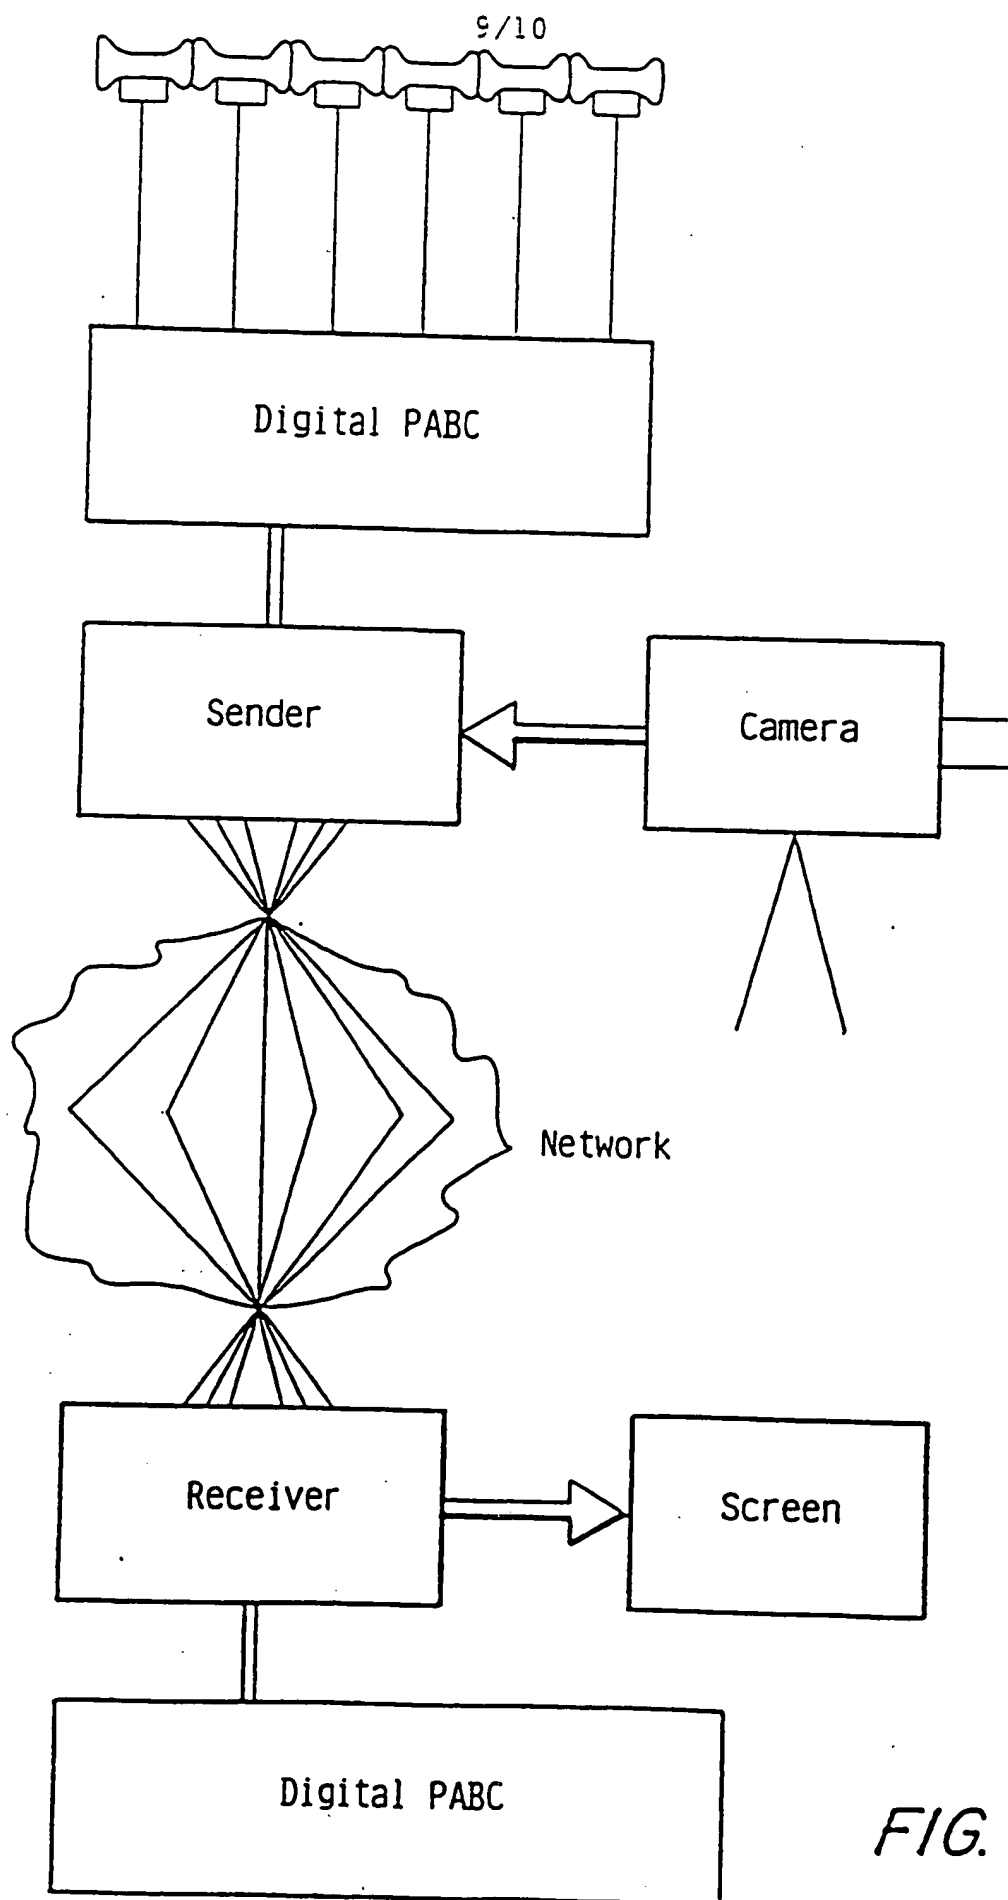 9/10
Digital PABC
Sender
Camera
Network
Receiver
Screen
Digital PABC
FIG.